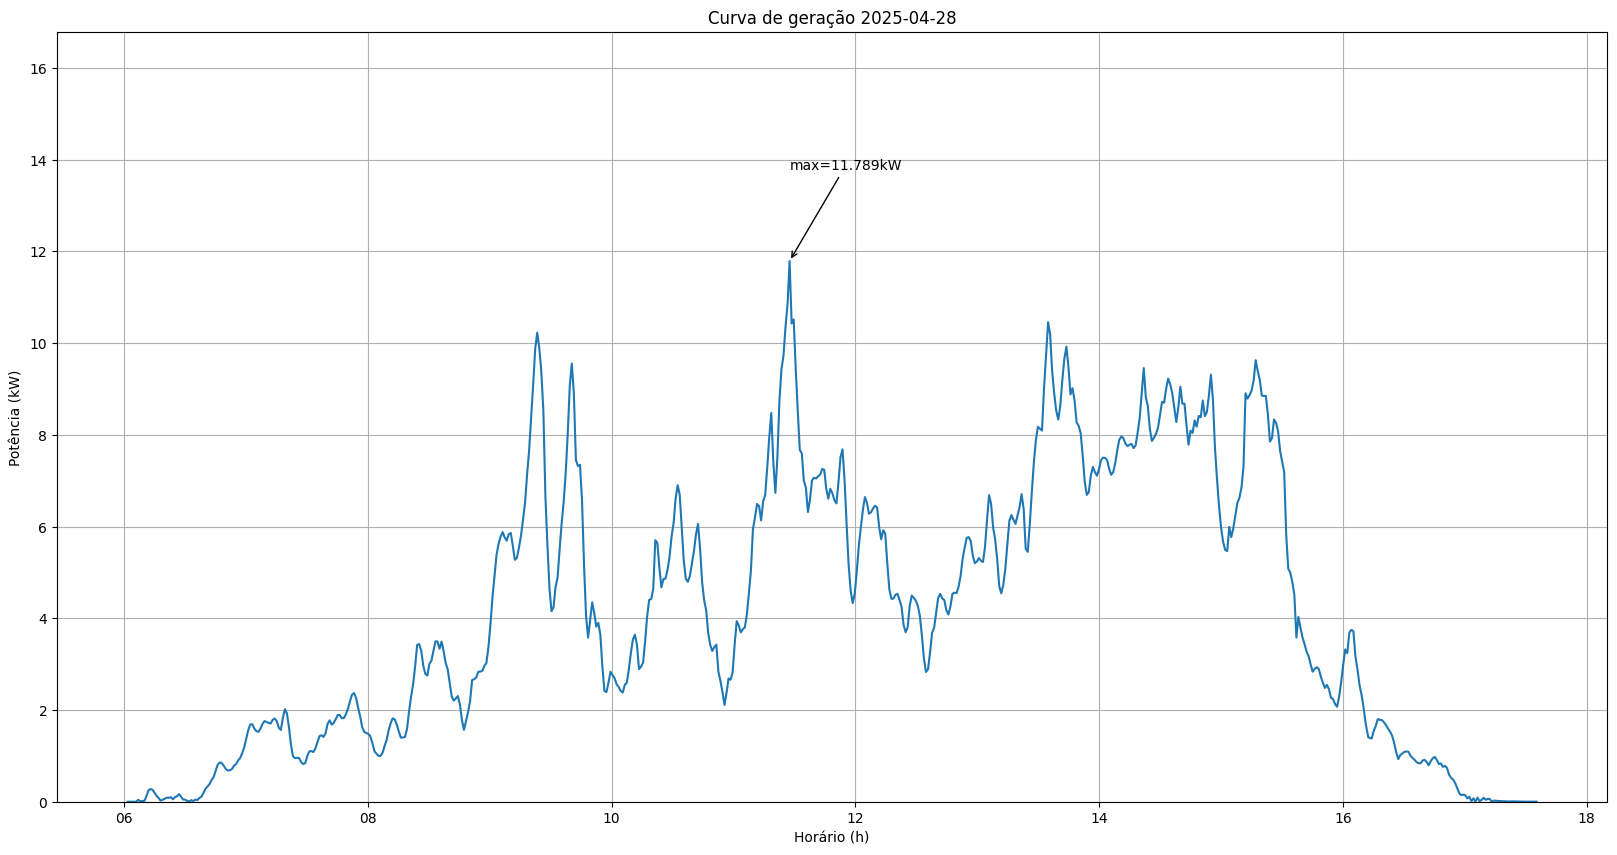 Curva de geração 2025-04-28
16
14
max=11.789kW
12
10
8
6
4
2
0
Potência (kW)
06 08 10 12 14 16 18
Horário (h)